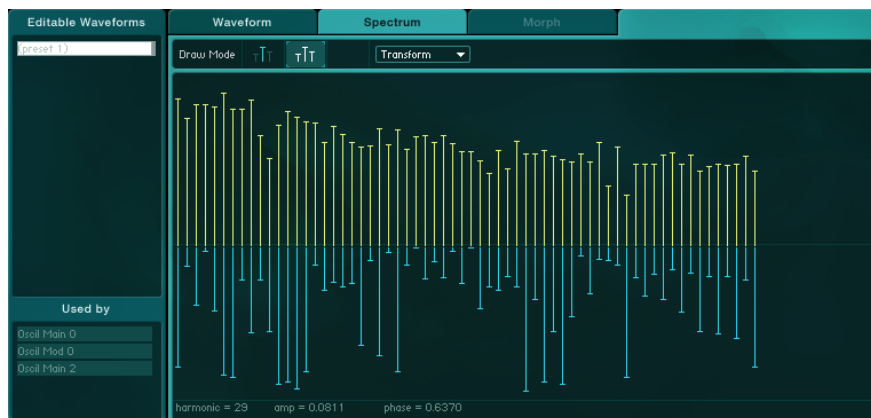 Editable Waveforms
(preset 1)
Used by
Oscil Main 0
Oscil Mod 0
Oscil Main 2
Waveform
Spectrum
Morph
Draw Mode
Transform
harmonic = 29 amp = 0.0811 phase = 0.6370